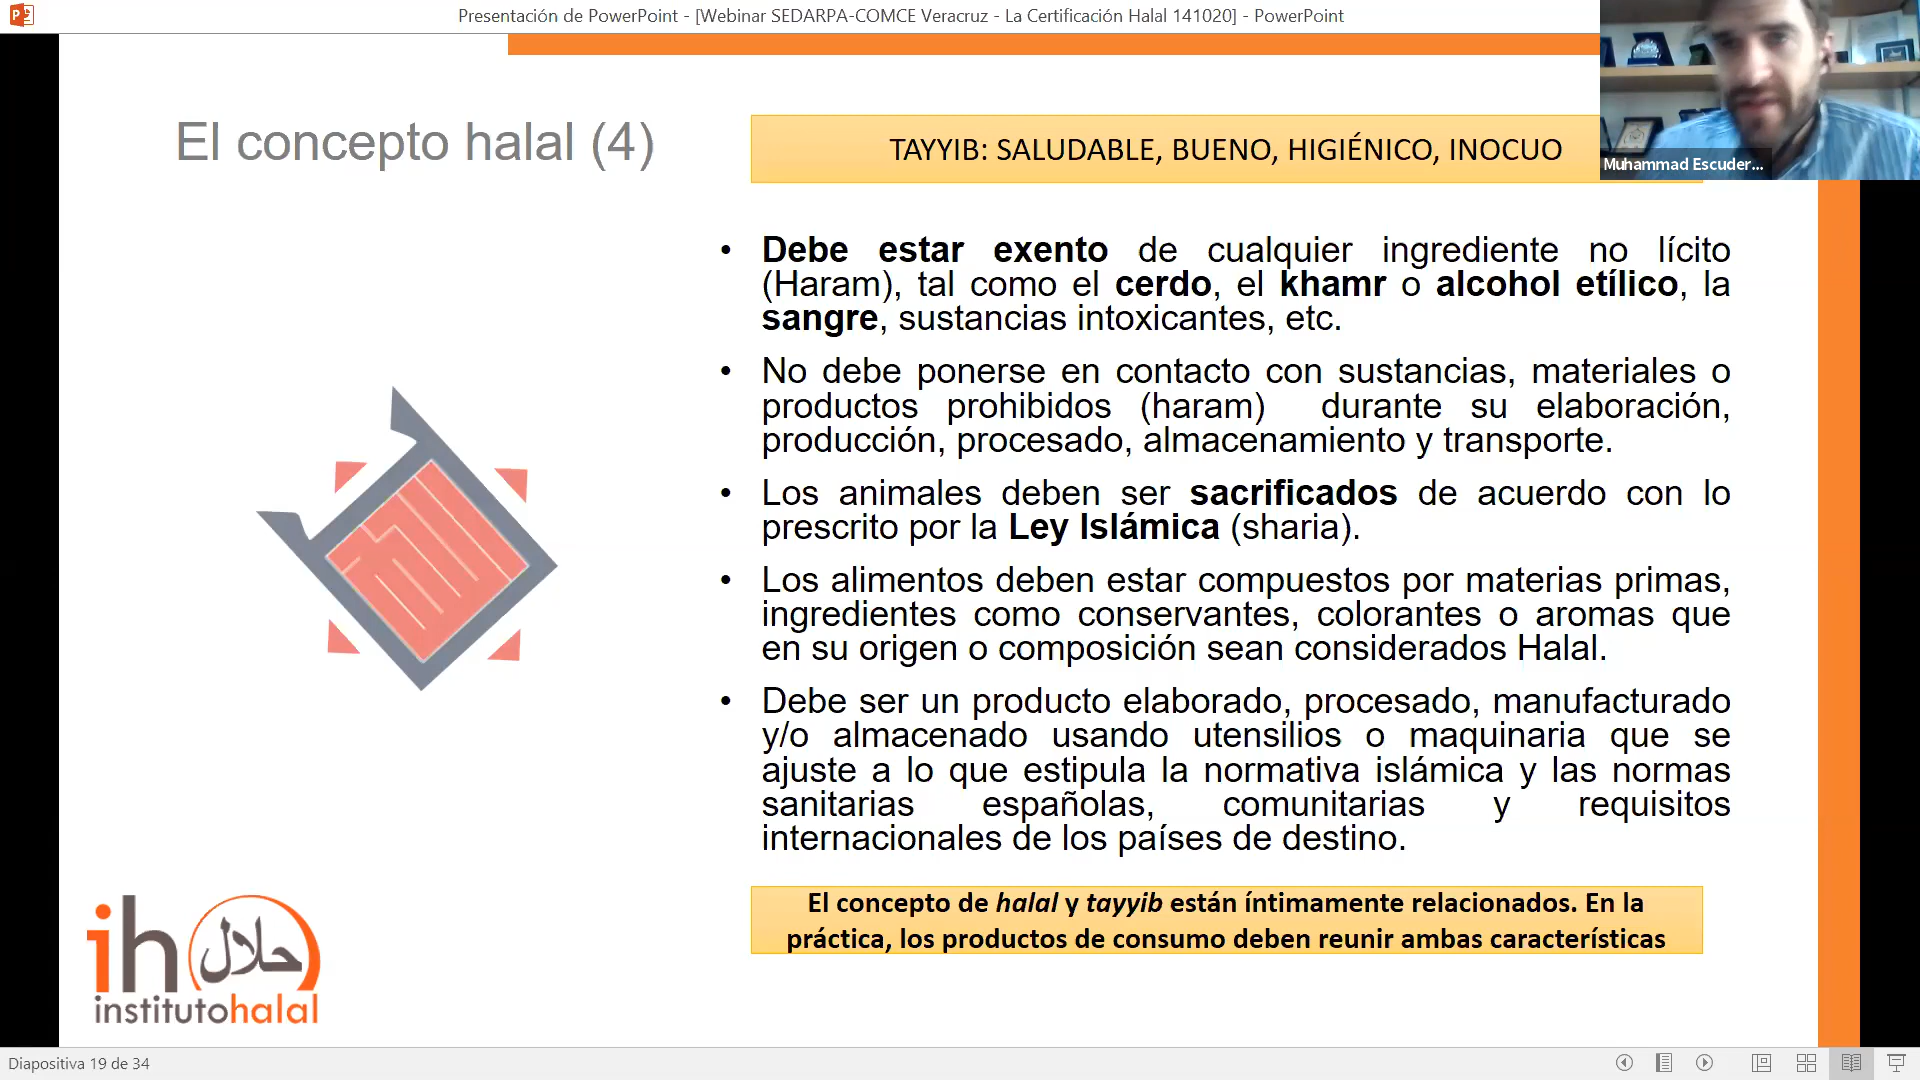 Presentación de PowerPoint - [Webinar SEDARPA-COMCE Veracruz - La Certificación Halal 141020] - PowerPoint
El concepto halal (4)
TAYYIB: SALUDABLE, BUENO, HIGIÉNICO, INOCUO
Muhammad Escuder...
• Debe estar exento de cualquier ingrediente no lícito
(Haram), tal como el cerdo, el khamr o alcohol etílico, la
sangre, sustancias intoxicantes, etc.
• No debe ponerse en contacto con sustancias, materiales o
productos prohibidos (haram) durante su elaboración,
producción, procesado, almacenamiento y transporte.
• Los animales deben ser sacrificados de acuerdo con lo
prescrito por la Ley Islámica (sharia).
• Los alimentos deben estar compuestos por materias primas,
ingredientes como conservantes, colorantes o aromas que
en su origen o composición sean considerados Halal.
• Debe ser un producto elaborado, procesado, manufacturado
y/o almacenado usando utensilios o maquinaria que se
ajuste a lo que estipula la normativa islámica y las normas
sanitarias españolas, comunitarias y requisitos
internacionales de los países de destino.
El concepto de halal y tayyib están íntimamente relacionados. En la
práctica, los productos de consumo deben reunir ambas características
ih حلال
institutohalal
Diapositiva 19 de 34